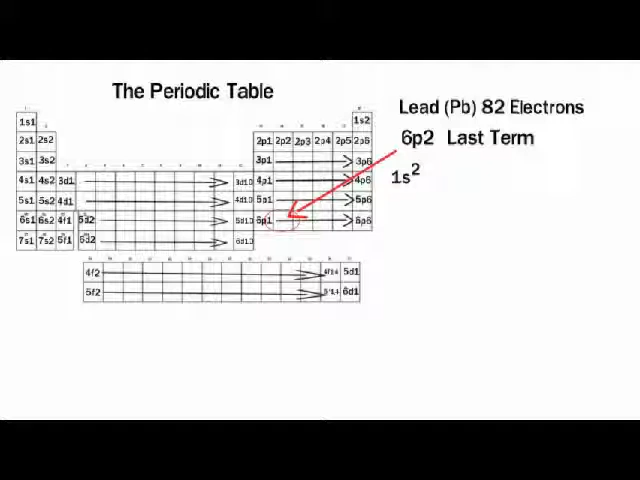 The Periodic Table
Lead (Pb) 82 Electrons
6p2 Last Term
1s²
1s1 1s2
2s1 2s2 2p1 2p2 2p3 2p4 2p5 2p6
3s1 3s2 3p1 3p6
4s1 4s2 3d1 3d10 4p1 4p6
5s1 5s2 4d1 4d10 5p1 5p6
6s1 6s2 4f1 5d2 5d10 6p1 6p6
7s1 7s2 5f1 6d10
4f2 4f14 5d1
5f2 5f14 6d1